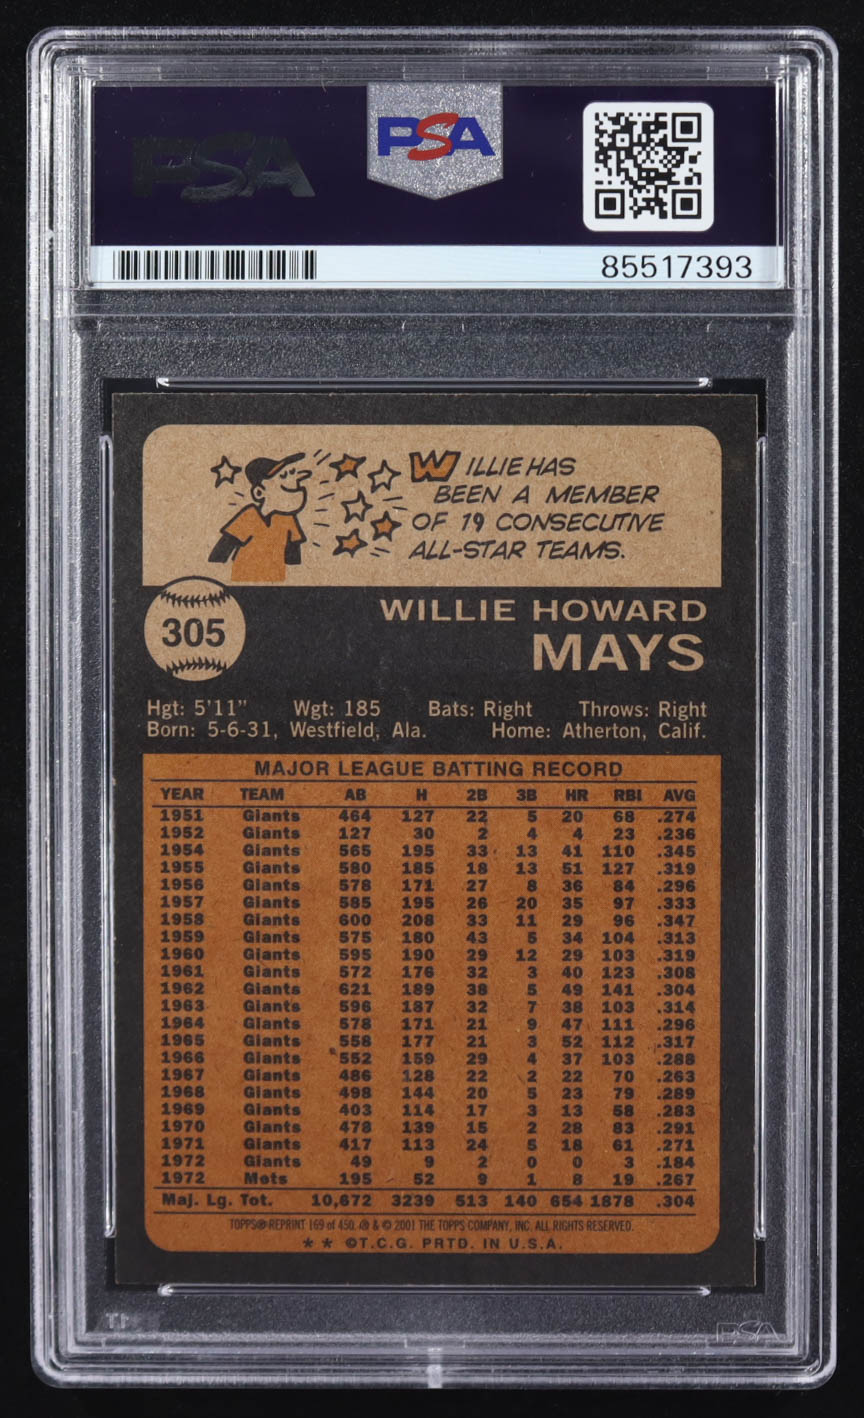 PSA
PSA
85517393
WILLIE HAS
BEEN A MEMBER
OF 19 CONSECUTIVE
ALL-STAR TEAMS.
305
WILLIE HOWARD
MAYS
Hgt: 5'11" Wgt: 185 Bats: Right Throws: Right
Born: 5-6-31, Westfield, Ala. Home: Atherton, Calif.
MAJOR LEAGUE BATTING RECORD
YEAR TEAM AB H 2B 3B HR RBI AVG
1951 Giants 464 127 22 5 20 68 .274
1952 Giants 127 30 2 4 4 23 .236
1954 Giants 565 195 33 13 41 110 .345
1955 Giants 580 185 18 13 51 127 .319
1956 Giants 578 171 27 8 36 84 .296
1957 Giants 585 195 26 20 35 97 .333
1958 Giants 600 208 33 11 29 96 .347
1959 Giants 575 180 43 5 34 104 .313
1960 Giants 595 190 29 12 29 103 .319
1961 Giants 572 176 32 3 40 123 .308
1962 Giants 621 189 38 5 49 141 .304
1963 Giants 596 187 32 7 38 103 .314
1964 Giants 578 171 21 9 47 111 .296
1965 Giants 558 177 21 3 52 112 .317
1966 Giants 552 159 29 4 37 103 .288
1967 Giants 486 128 22 2 22 70 .263
1968 Giants 498 144 20 5 23 79 .289
1969 Giants 403 114 17 3 13 58 .283
1970 Giants 478 139 15 2 28 83 .291
1971 Giants 417 113 24 5 18 61 .271
1972 Giants 49 9 2 0 0 3 .184
1972 Mets 195 52 9 1 8 19 .267
Maj. Lg. Tot. 10,672 3239 513 140 654 1878 .304
TOPPS® REPRINT 169 of 450. ® & © 2001 THE TOPPS COMPANY, INC. ALL RIGHTS RESERVED.
* * ©T.C.G. PRTD. IN U.S.A.
PSA